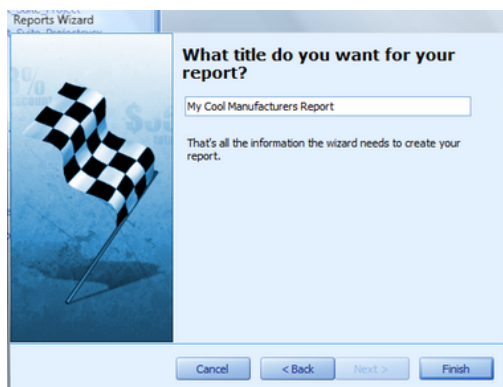 Reports Wizard
What title do you want for your
report?
My Cool Manufacturers Report
That's all the information the wizard needs to create your
report.
Cancel
< Back
Next >
Finish